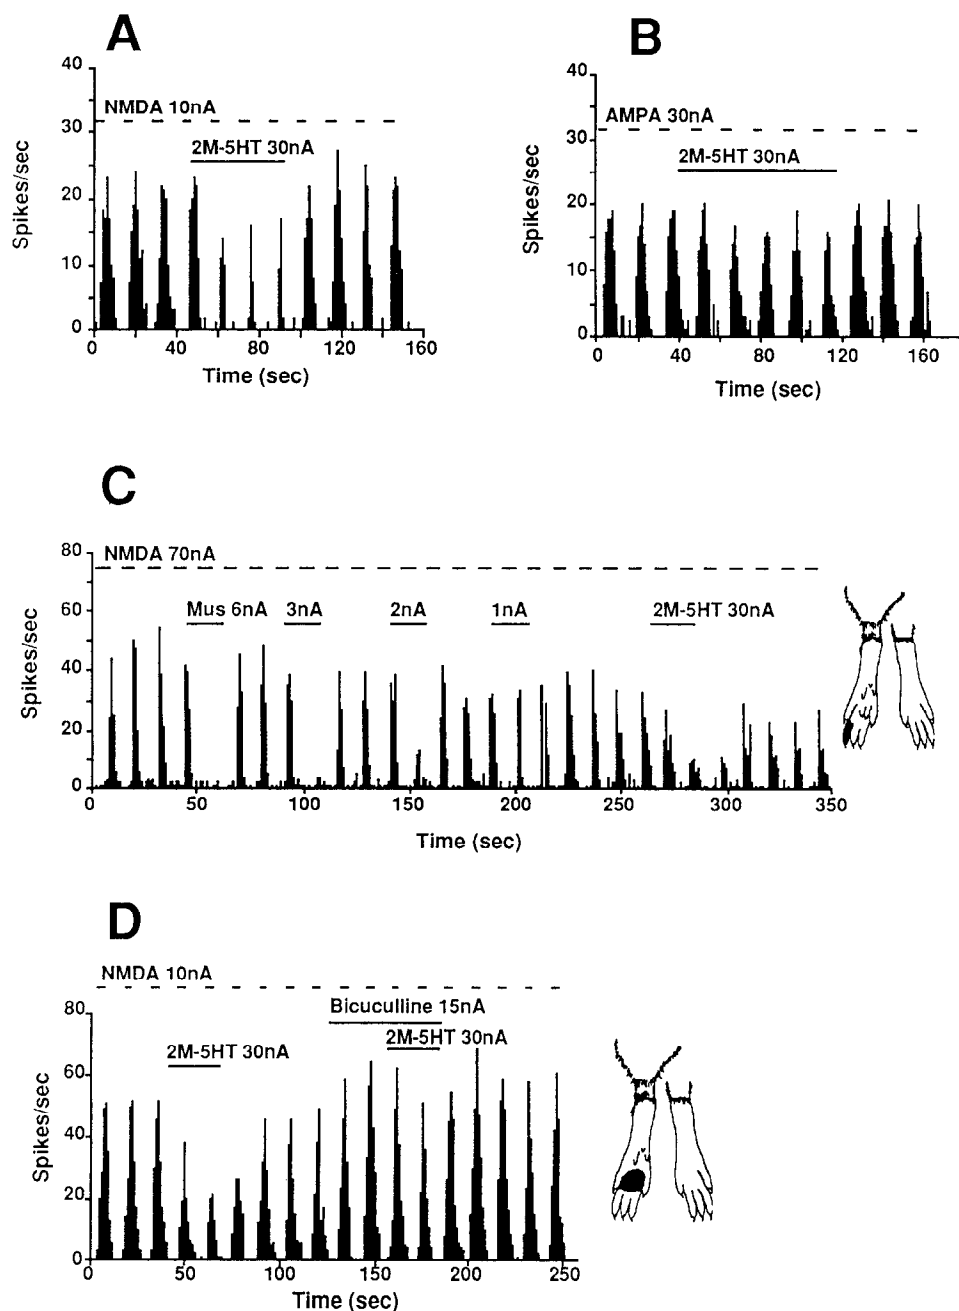 A
40
NMDA 10nA
30
2M-5HT 30nA
20
10
0
Spikes/sec
0 40 80 120 160
Time (sec)
B
40
AMPA 30nA
30
2M-5HT 30nA
20
10
0
Spikes/sec
0 40 80 120 160
Time (sec)
C
80
NMDA 70nA
60
Mus 6nA 3nA 2nA 1nA 2M-5HT 30nA
40
20
0
Spikes/sec
0 50 100 150 200 250 300 350
Time (sec)
D
NMDA 10nA
80
Bicuculline 15nA
2M-5HT 30nA
2M-5HT 30nA
60
40
20
0
Spikes/sec
0 50 100 150 200 250
Time (sec)